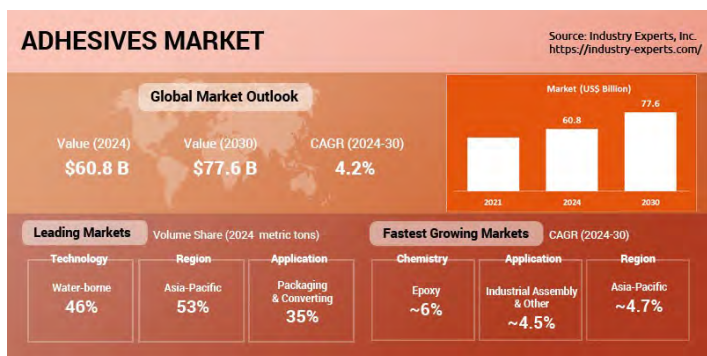 ADHESIVES MARKET
Source: Industry Experts, Inc.
https://industry-experts.com/
Global Market Outlook
Value (2024)
$60.8 B
Value (2030)
$77.6 B
CAGR (2024-30)
4.2%
Market (US$ Billion)
60.8
77.6
2021
2024
2030
Leading Markets
Volume Share (2024 metric tons)
Technology
Water-borne
46%
Region
Asia-Pacific
53%
Application
Packaging
& Converting
35%
Fastest Growing Markets
CAGR (2024-30)
Chemistry
Epoxy
~6%
Application
Industrial Assembly
& Other
~4.5%
Region
Asia-Pacific
~4.7%